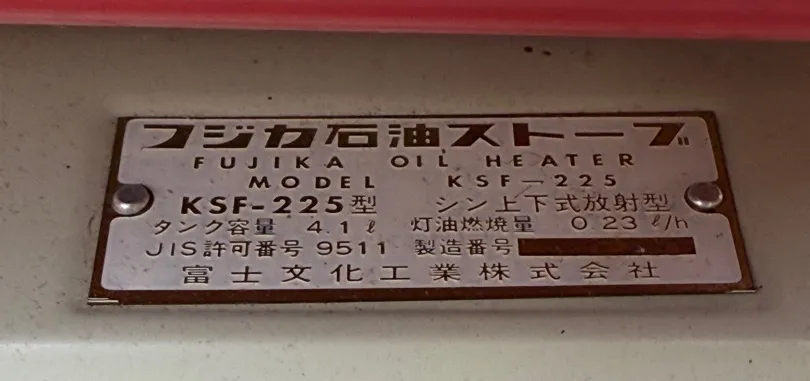 フジカ石油ストーブ
FUJIKA OIL HEATER
MODEL KSF-225
KSF-225型 シン上下式放射型
タンク容量 4.1ℓ 灯油燃焼量 0.23ℓ/h
JIS許可番号 9511 製造番号
富士文化工業株式会社